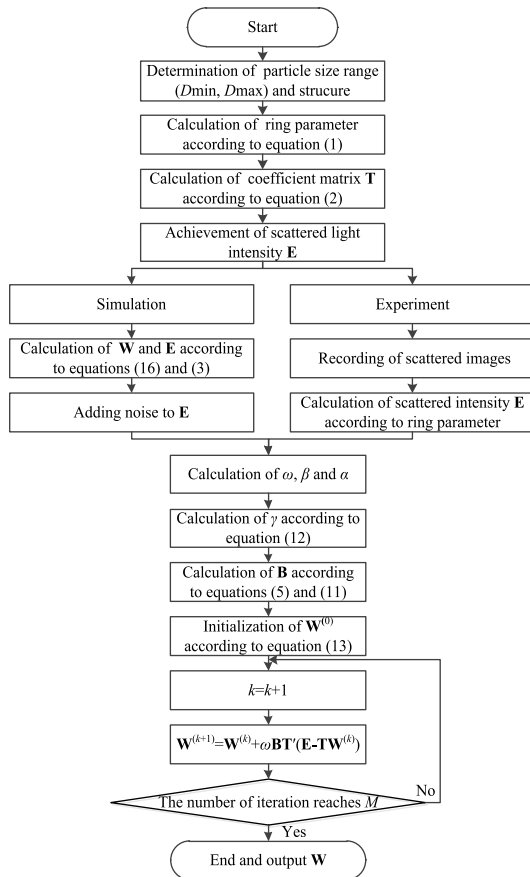 Start
Determination of particle size range
(Dmin, Dmax) and strucure
Calculation of ring parameter
according to equation (1)
Calculation of coefficient matrix T
according to equation (2)
Achievement of scattered light
intensity E
Simulation
Calculation of W and E according
to equations (16) and (3)
Adding noise to E
Experiment
Recording of scattered images
Calculation of scattered intensity E
according to ring parameter
Calculation of ω, β and α
Calculation of γ according to
equation (12)
Calculation of B according
to equations (5) and (11)
Initialization of W⁽⁰⁾
according to equation (13)
k=k+1
W⁽ᵏ⁺¹⁾=W⁽ᵏ⁾+ωBT'(E-TW⁽ᵏ⁾)
The number of iteration reaches M
No
Yes
End and output W